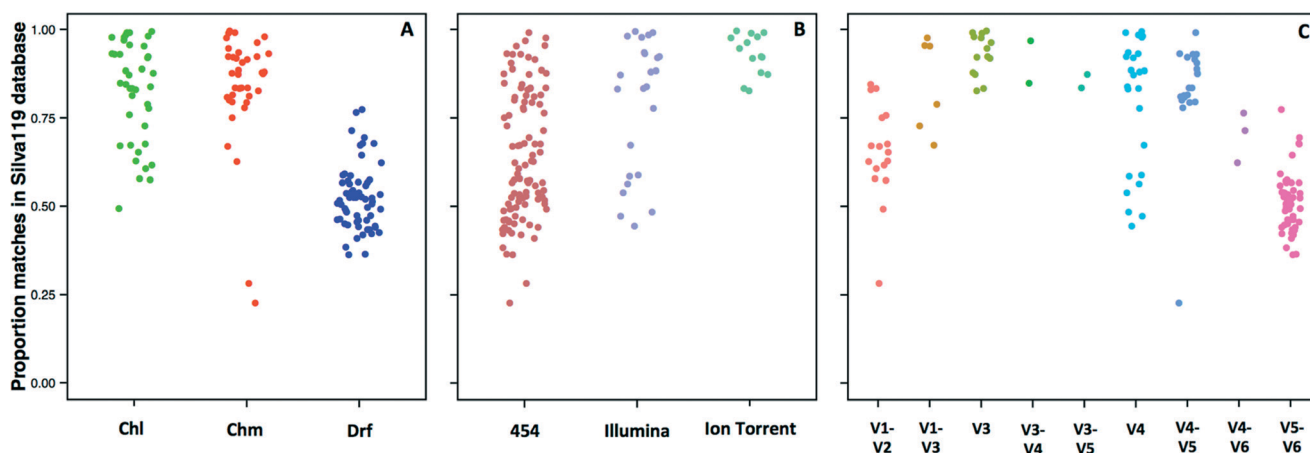 Proportion matches in Silva119 database
1.00
0.75
0.50
0.25
0.00
A
Chl
Chm
Drf
B
454
Illumina
Ion Torrent
C
V1-
V2
V1-
V3
V3
V3-
V4
V3-
V5
V4
V4-
V5
V4-
V6
V5-
V6